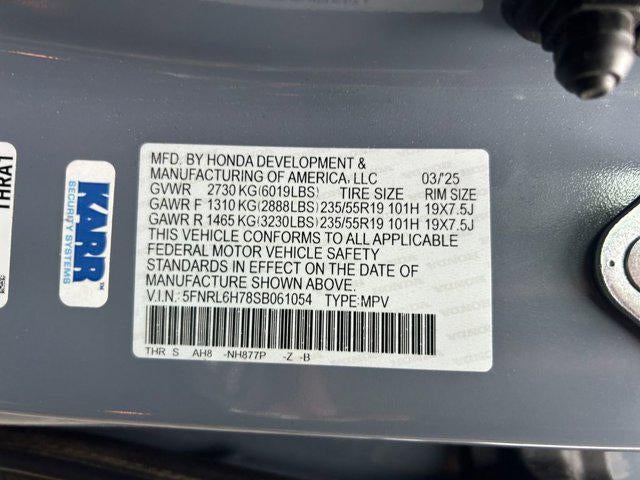 MFD. BY HONDA DEVELOPMENT &
MANUFACTURING OF AMERICA, LLC 03/'25
GVWR 2730 KG(6019LBS) TIRE SIZE RIM SIZE
GAWR F 1310 KG(2888LBS) 235/55R19 101H 19X7.5J
GAWR R 1465 KG(3230LBS) 235/55R19 101H 19X7.5J
THIS VEHICLE CONFORMS TO ALL APPLICABLE
FEDERAL MOTOR VEHICLE SAFETY
STANDARDS IN EFFECT ON THE DATE OF
MANUFACTURE SHOWN ABOVE.
V.I.N.: 5FNRL6H78SB061054 TYPE:MPV
THR S AH8 -NH877P -Z -B
KARR
SECURITY SYSTEMS
THRA1